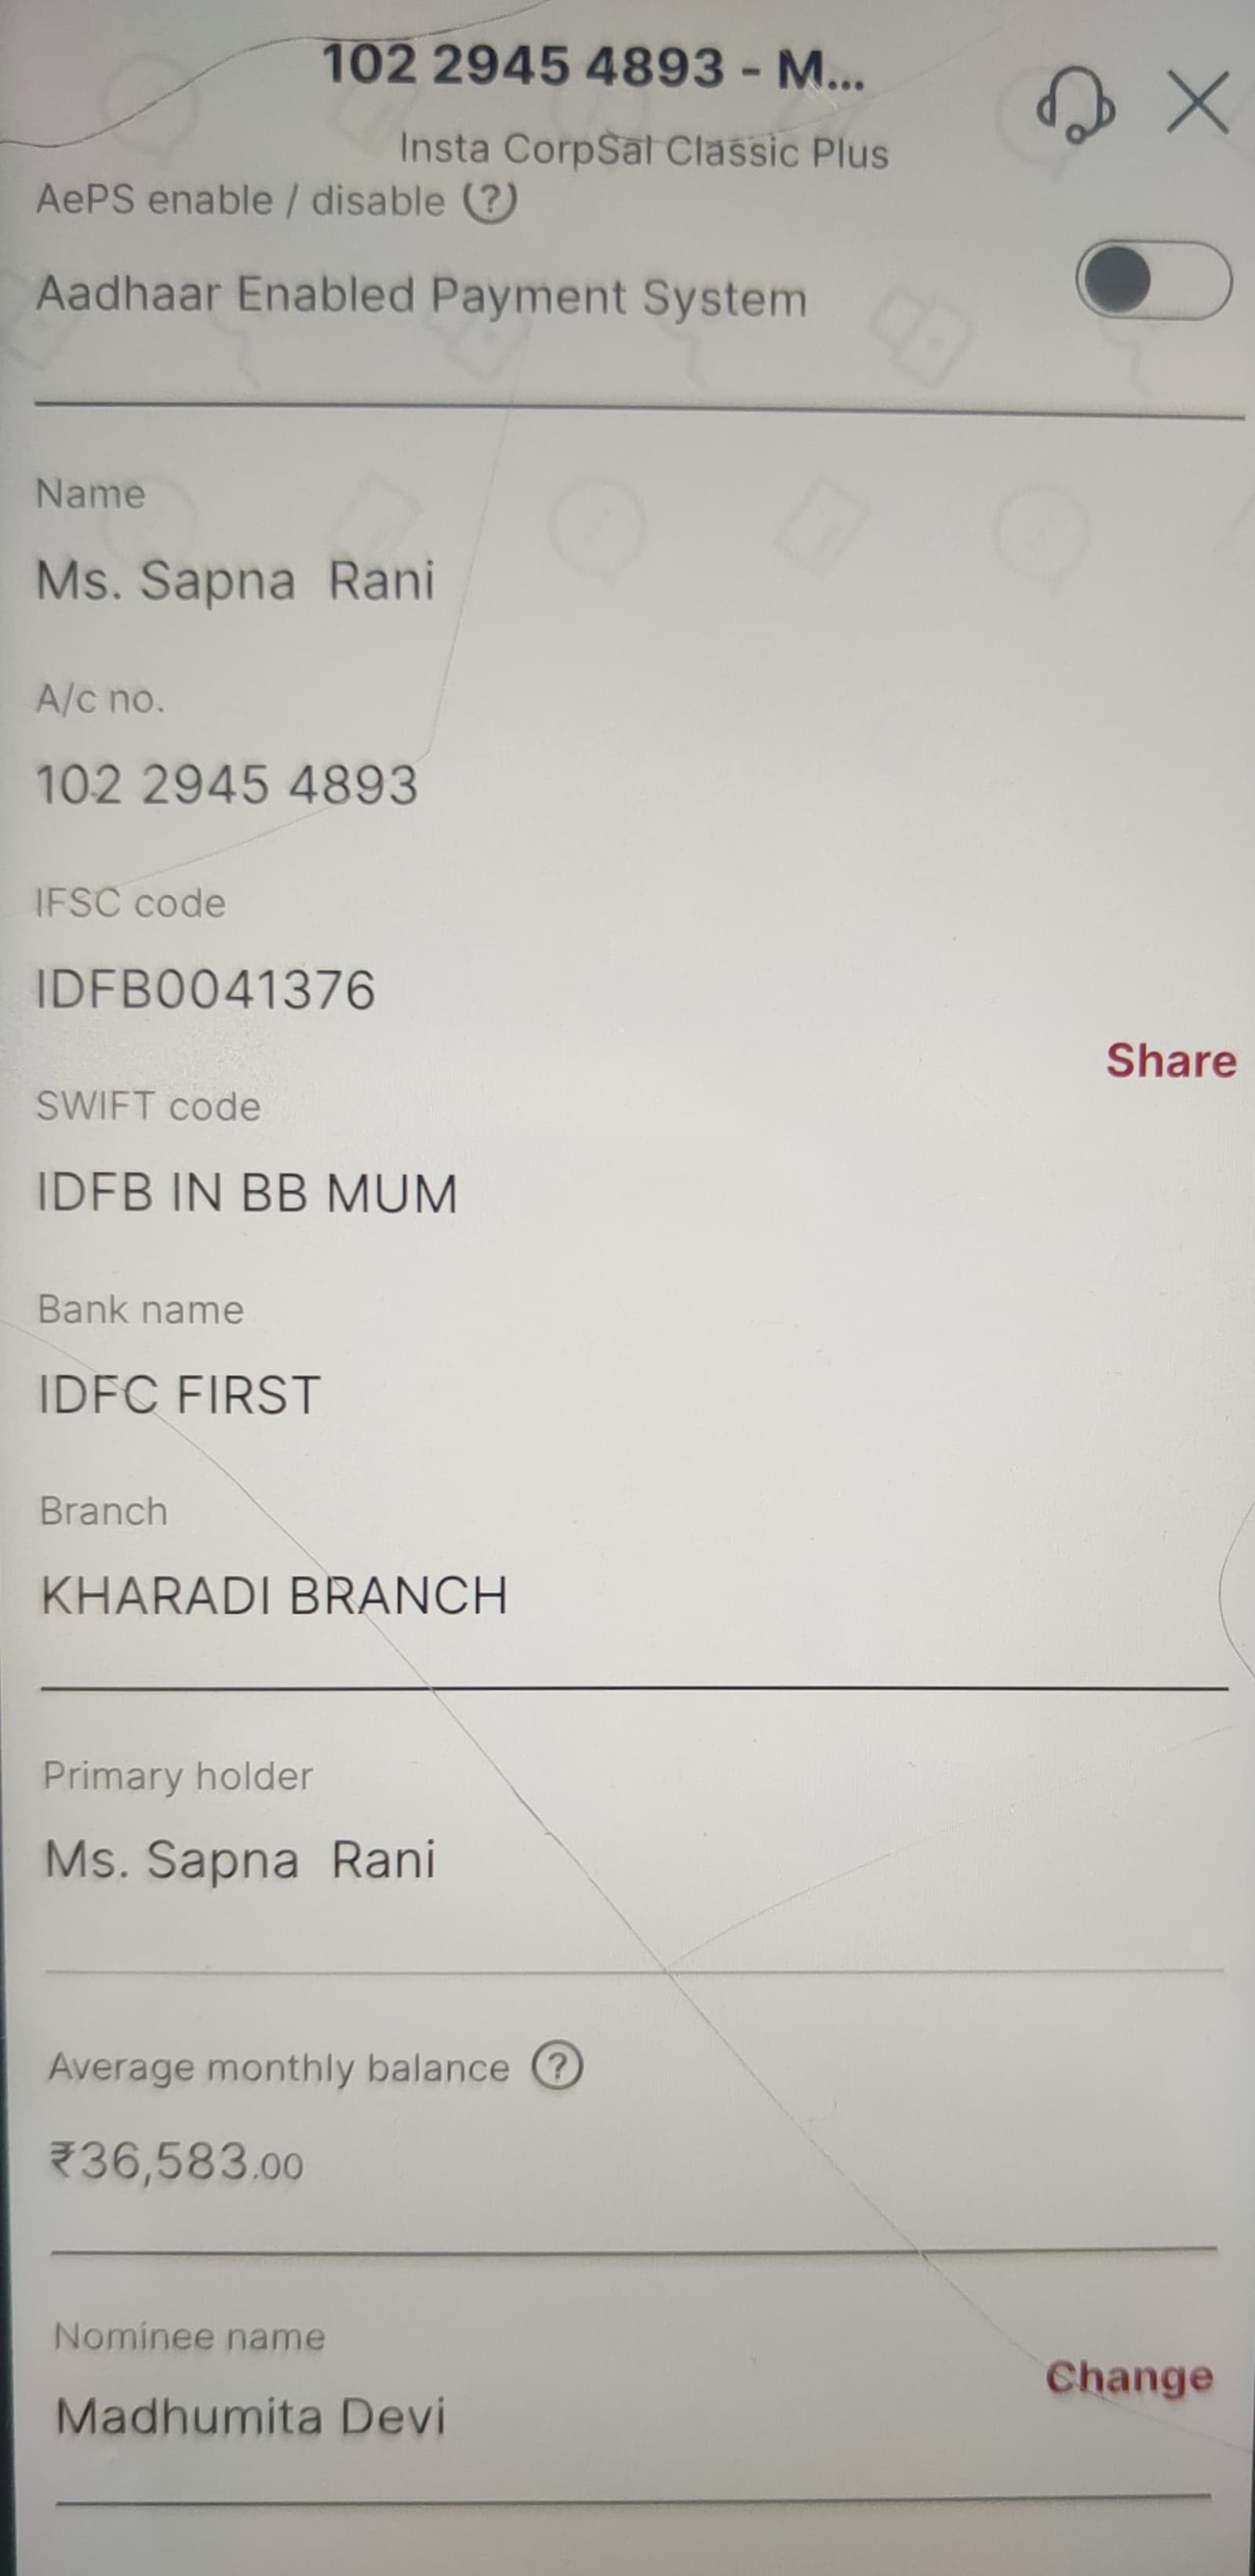 102 2945 4893 - M...
Insta CorpSal Classic Plus
AePS enable / disable (?)
Aadhaar Enabled Payment System
Name
Ms. Sapna Rani
A/c no.
102 2945 4893
IFSC code
IDFB0041376
Share
SWIFT code
IDFB IN BB MUM
Bank name
IDFC FIRST
Branch
KHARADI BRANCH
Primary holder
Ms. Sapna Rani
Average monthly balance (?)
₹36,583.00
Nominee name
Change
Madhumita Devi